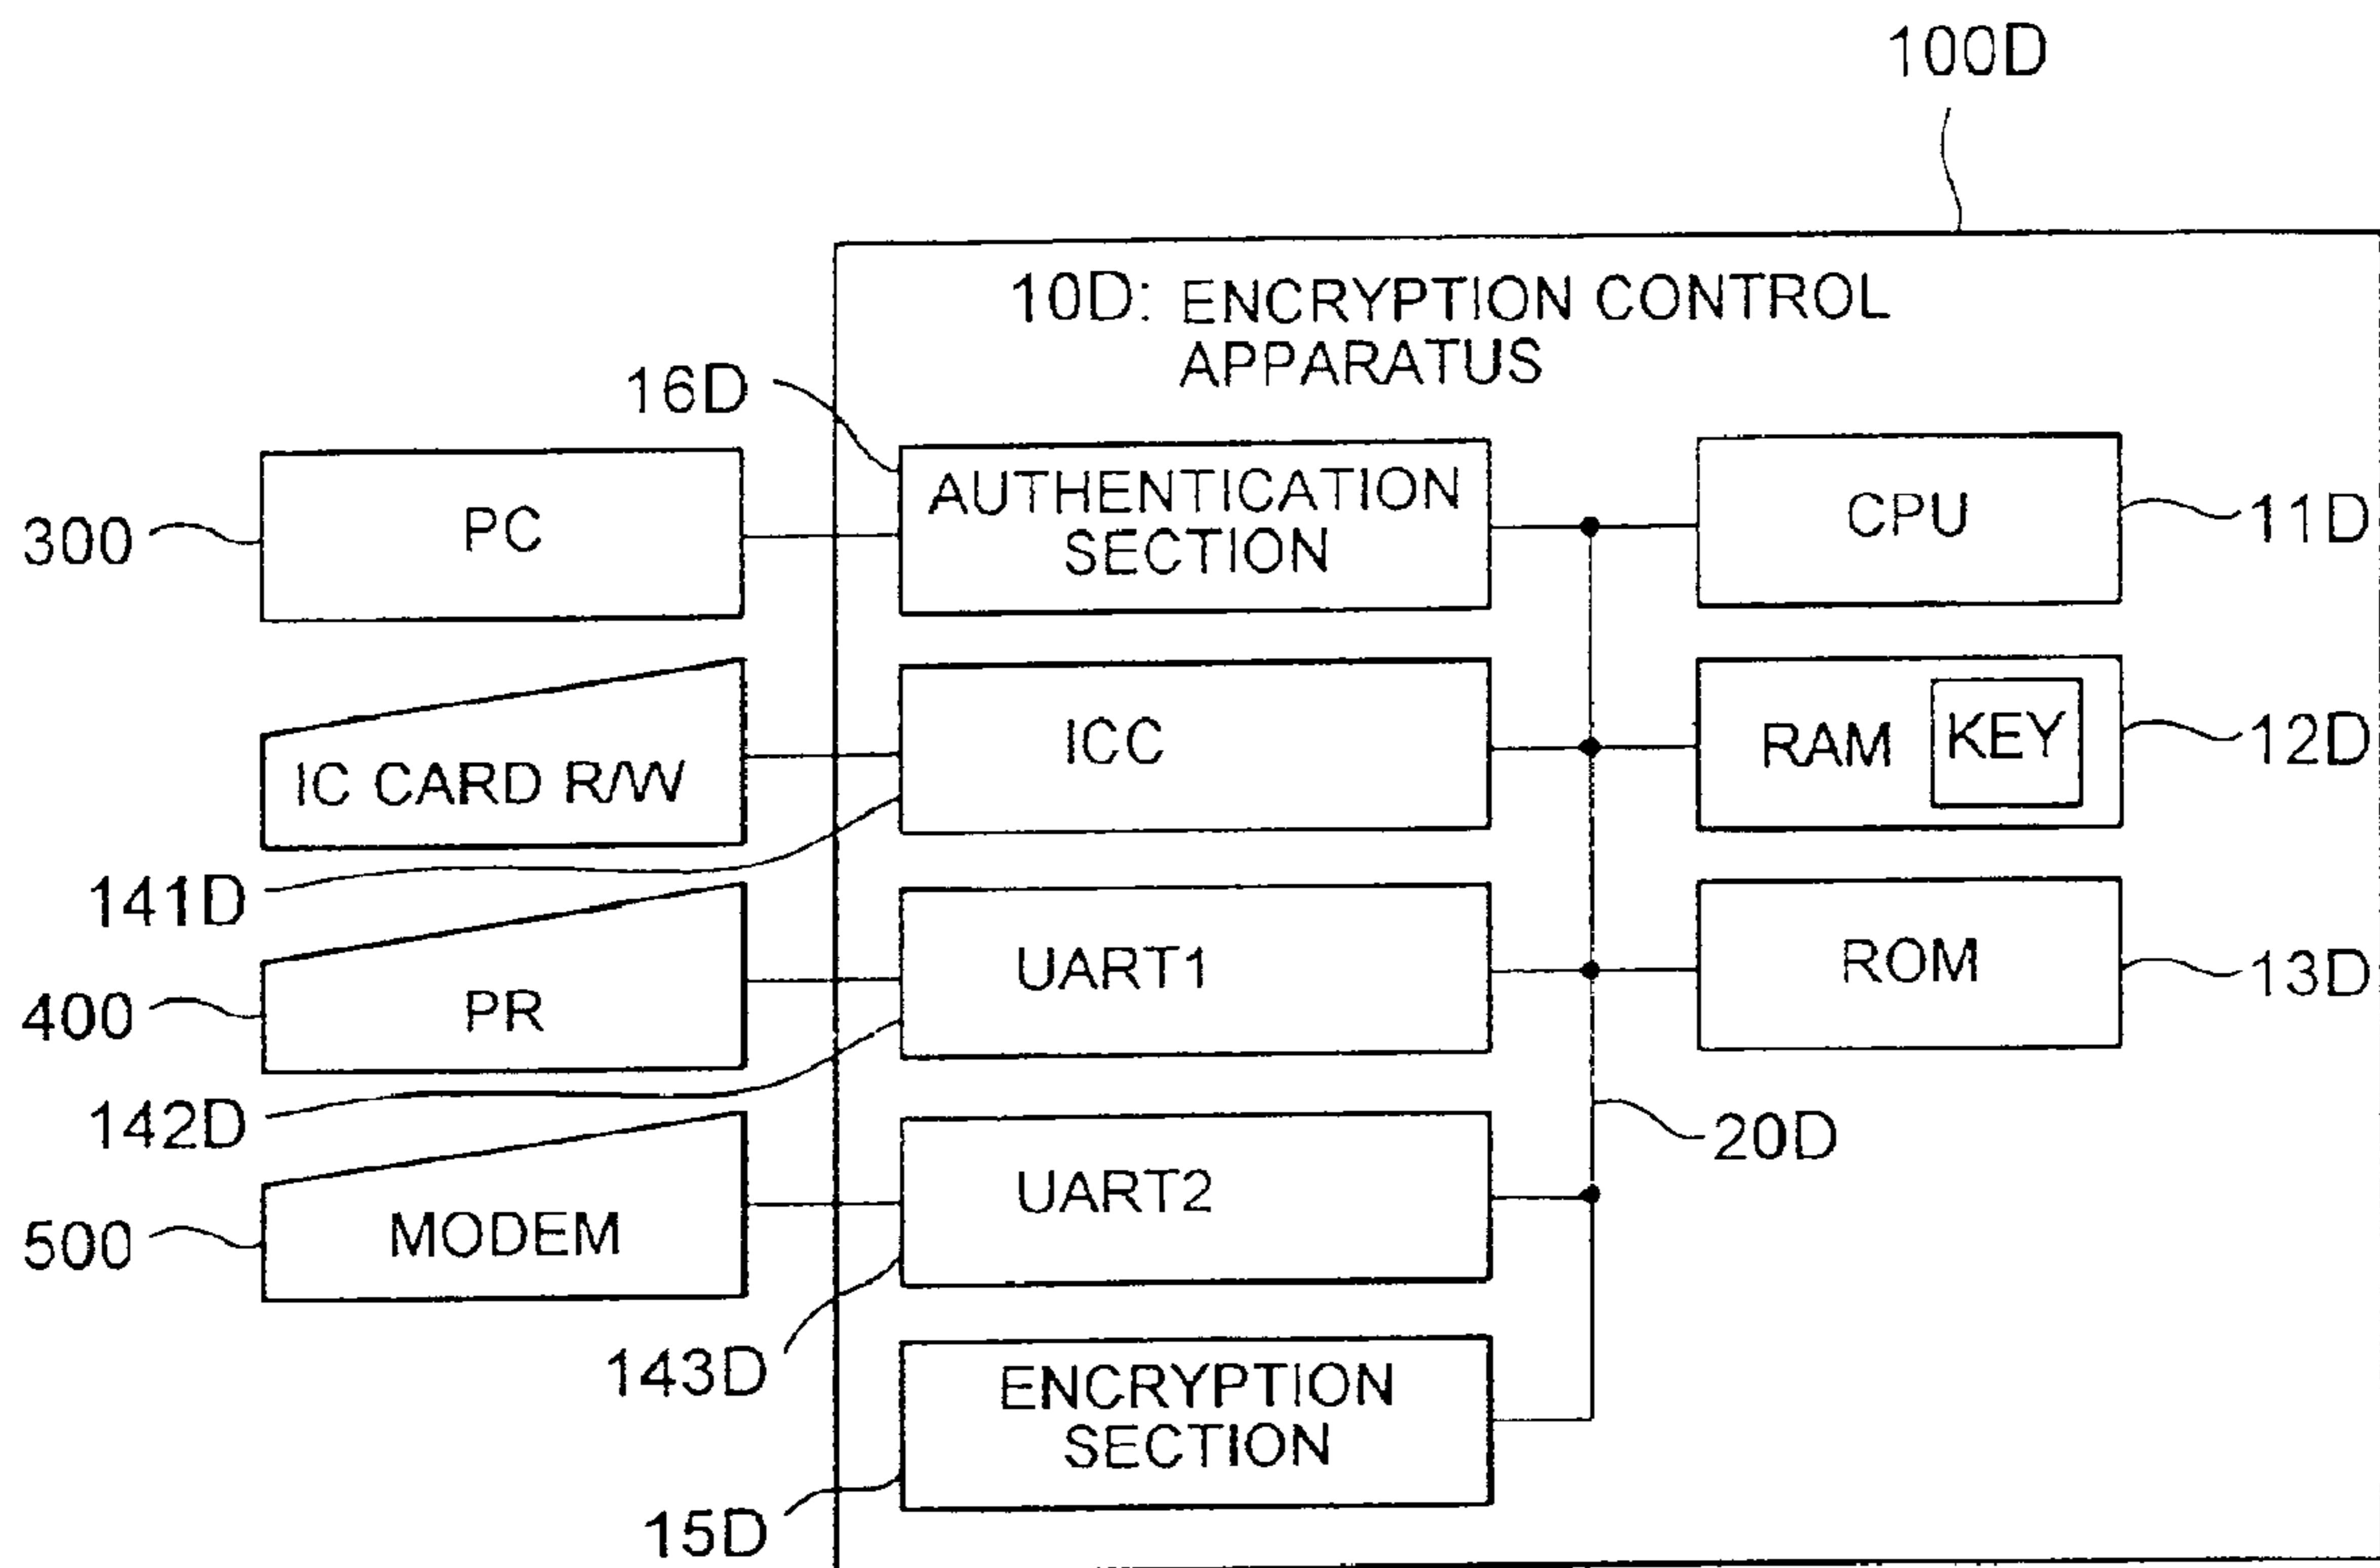 100D
10D: ENCRYPTION CONTROL
APPARATUS
16D
300
PC
AUTHENTICATION
SECTION
CPU
11D
IC CARD R/W
ICC
RAM
KEY
12D
141D
400
PR
UART1
ROM
13D
142D
20D
500
MODEM
UART2
143D
ENCRYPTION
SECTION
15D